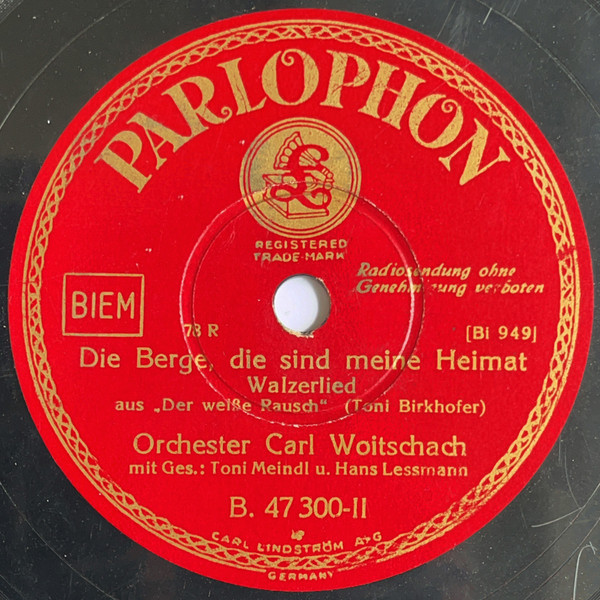 PARLOPHON
£
REGISTERED
TRADE-MARK
Radiosendung ohne
Genehmigung verboten
BIEM
78 R
[Bi 949]
Die Berge, die sind meine Heimat
Walzerlied
aus „Der weiße Rausch“ (Toni Birkhofer)
Orchester Carl Woitschach
mit Ges.: Toni Meindl u. Hans Lessmann
B. 47300-II
CARL LINDSTRÖM A.G
GERMANY